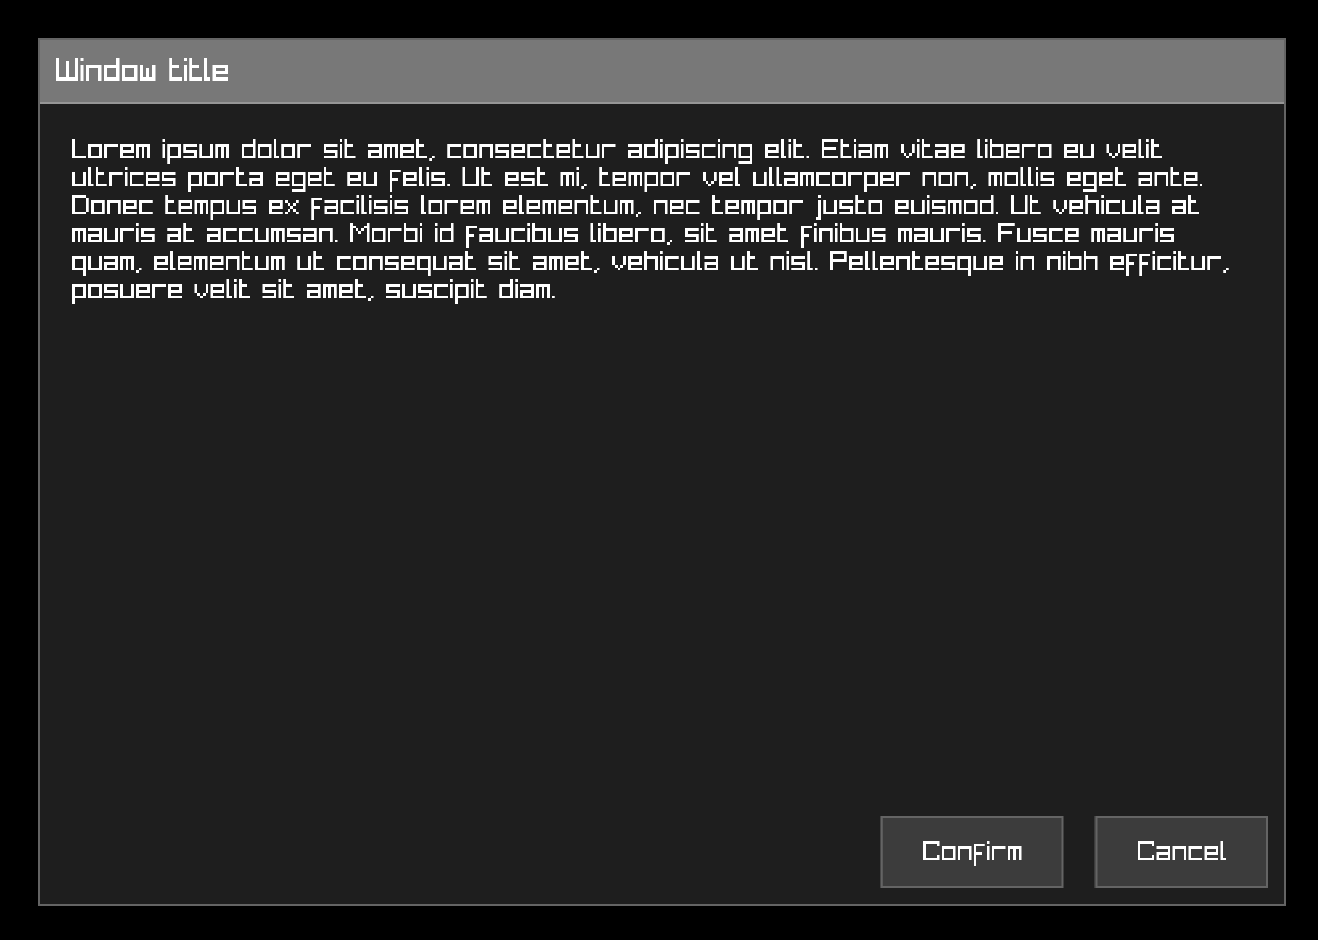 Window title
Lorem ipsum dolor sit amet, consectetur adipiscing elit. Etiam vitae libero eu velit
ultrices porta eget eu felis. Ut est mi, tempor vel ullamcorper non, mollis eget ante.
Donec tempus ex facilisis lorem elementum, nec tempor justo euismod. Ut vehicula at
mauris at accumsan. Morbi id faucibus libero, sit amet finibus mauris. Fusce mauris
quam, elementum ut consequat sit amet, vehicula ut nisl. Pellentesque in nibh efficitur,
posuere velit sit amet, suscipit diam.
Confirm Cancel